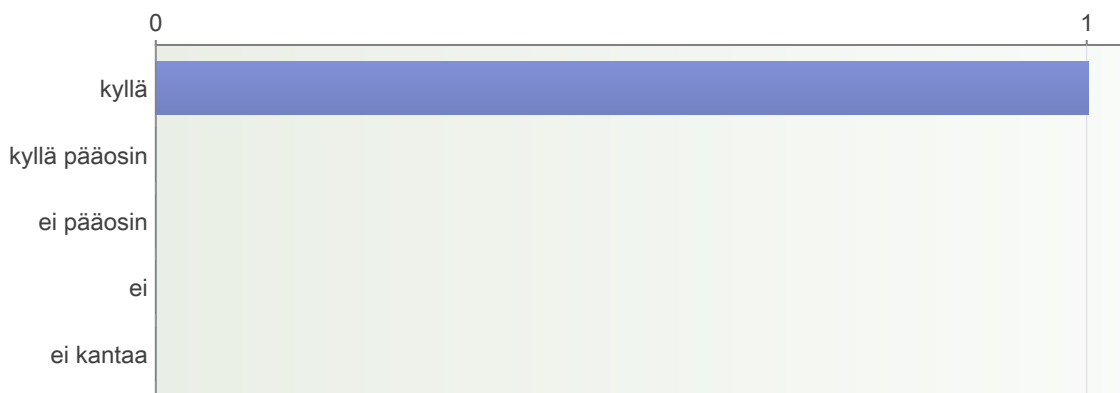 0 1
kyllä
kyllä pääosin
ei pääosin
ei
ei kantaa